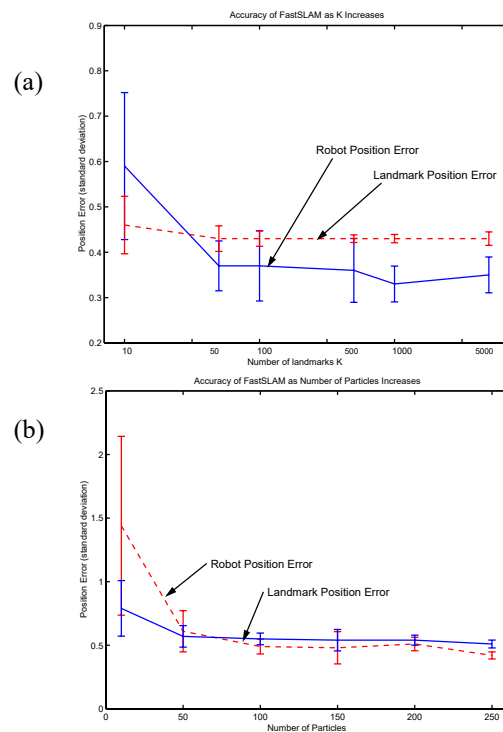 (a)
Accuracy of FastSLAM as K Increases
0.9
0.8
0.7
0.6
0.5
0.4
0.3
0.2
Position Error (standard deviation)
Robot Position Error
Landmark Position Error
10
50
100
500
1000
5000
Number of landmarks K
(b)
Accuracy of FastSLAM as Number of Particles Increases
2.5
2
1.5
1
0.5
0
Position Error (standard deviation)
Robot Position Error
Landmark Position Error
0
50
100
150
200
250
Number of Particles